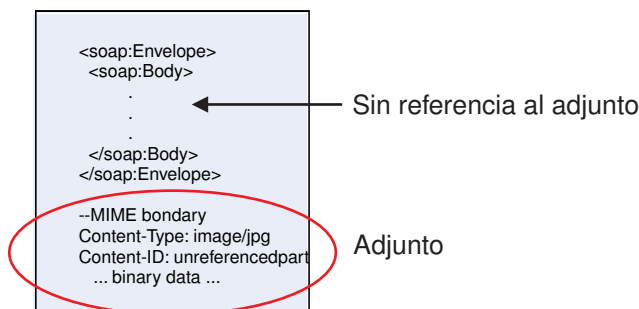 <soap:Envelope>
<soap:Body>
.
.
.
Sin referencia al adjunto
</soap:Body>
</soap:Envelope>
--MIME bondary
Content-Type: image/jpg
Content-ID: unreferencedpart
... binary data ...
Adjunto